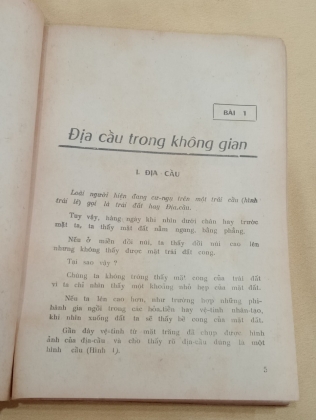 BÀI 1
Địa cầu trong không gian
I. ĐỊA CẦU
Loài người hiện đang cư-ngụ trên một trái cầu (hình
trái lê) gọi là trái đất hay Địa.cầu.
Tuy vậy, hàng ngày khi nhìn dưới chân hay trước
mắt ta, ta thấy mặt đất nằm ngang, bằng phẳng.
Nếu ở miền đồi núi, ta thấy đồi núi cao lên
nhưng không thấy được mặt trái đất cong.
Tại sao vậy ?
Chúng ta không trông thấy mặt cong của trái đất
vì ta chỉ nhìn thấy một khoảng nhỏ hẹp của mặt đất.
Nếu ta lên cao hơn, như trường hợp những phi-
hành gia ngồi trong các hỏa.tiễn hay vệ-tinh nhân-tạo,
khi nhìn xuống đất ta sẽ thấy bề cong của mặt đất.
Gần đây vệ-tinh từ mặt trăng đã chụp được hình
ảnh của địa-cầu và cho thấy rõ địa-cầu đúng là một
hình cầu (Hình 1).
5